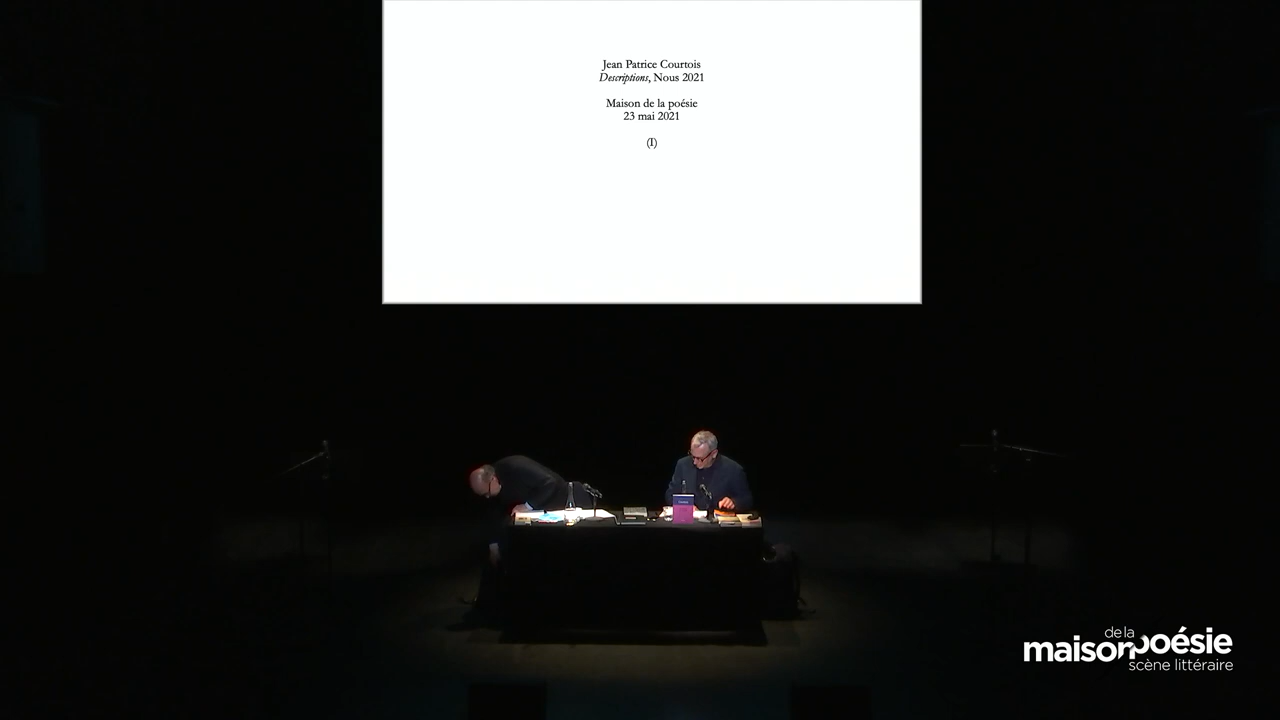 Jean Patrice Courtois
Descriptions, Nous 2021
Maison de la poésie
23 mai 2021
(I)
maison de la poésie
scène littéraire